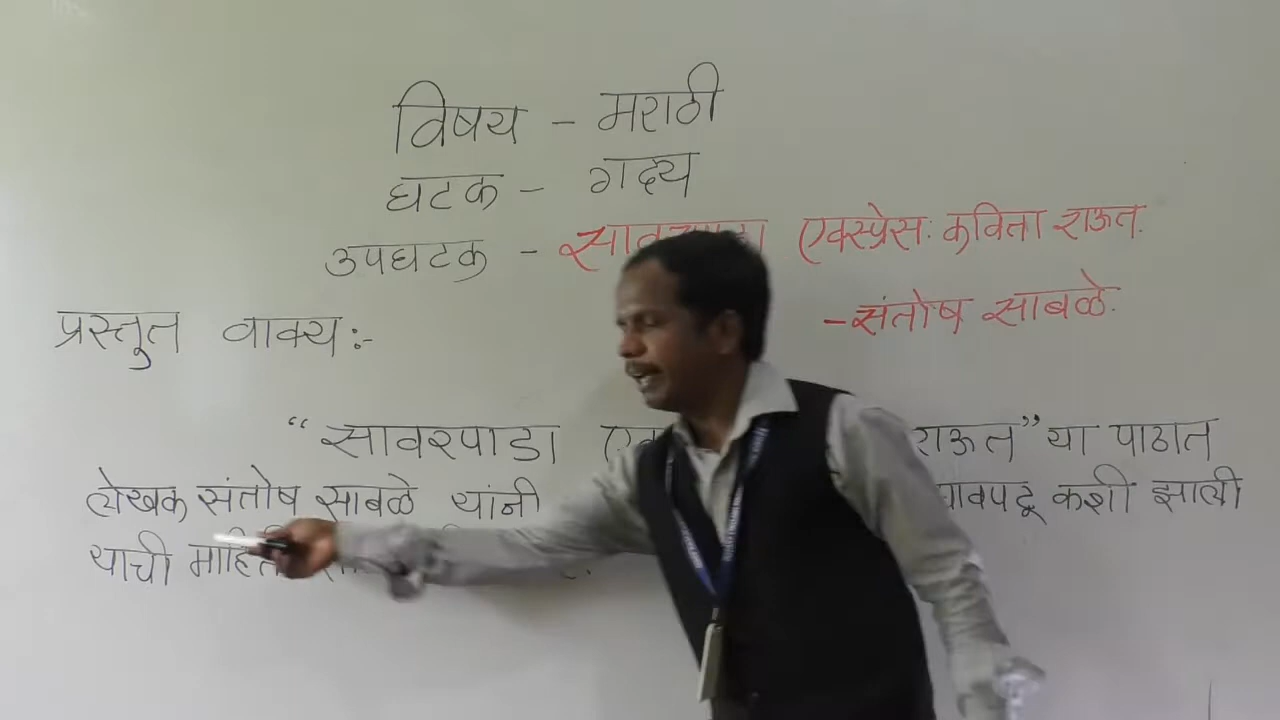 विषय - मराठी
घटक - गद्य
उपघटक - एक्स्प्रेस: कविता राऊत.
- संतोष साबळे.
प्रस्तुत वाक्य :-
“सावरपाडा राऊत” या पाठात
लेखक संतोष साबळे यांनी कशी झाली
याची